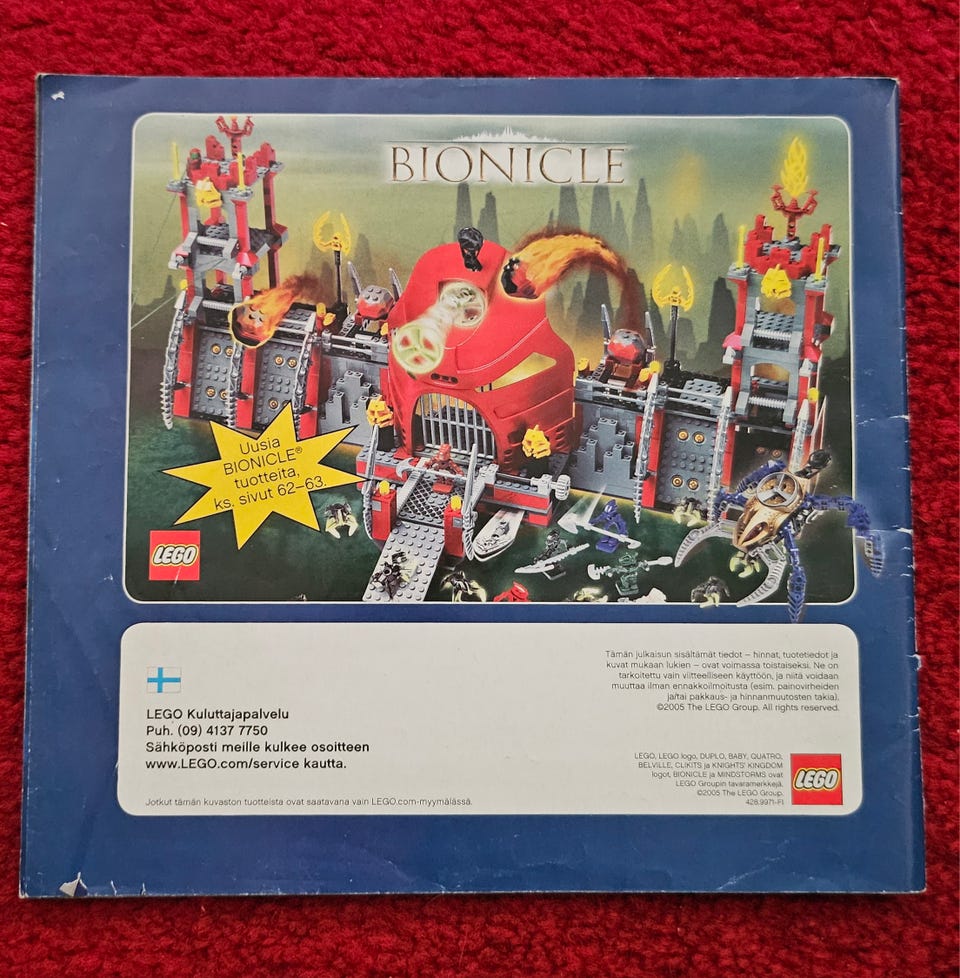 BIONICLE
Uusia
BIONICLE®
tuotteita,
ks. sivut 62–63.
LEGO
Tämän julkaisun sisältämät tiedot – hinnat, tuotetiedot ja
kuvat mukaan lukien – ovat voimassa toistaiseksi. Ne on
tarkoitettu vain viitteelliseen käyttöön, ja niitä voidaan
muuttaa ilman ennakkoilmoitusta (esim. painovirheiden
ja/tai pakkaus- ja hinnanmuutosten takia).
©2005 The LEGO Group. All rights reserved.
LEGO Kuluttajapalvelu
Puh. (09) 4137 7750
Sähköposti meille kulkee osoitteen
www.LEGO.com/service kautta.
Jotkut tämän kuvaston tuotteista ovat saatavana vain LEGO.com-myymälässä.
LEGO, LEGO logo, DUPLO, BABY, QUATRO,
BELVILLE, CLIKITS ja KNIGHTS' KINGDOM
logot, BIONICLE ja MINDSTORMS ovat
LEGO Groupin tavaramerkkejä.
©2005 The LEGO Group.
428.9971-FI
LEGO